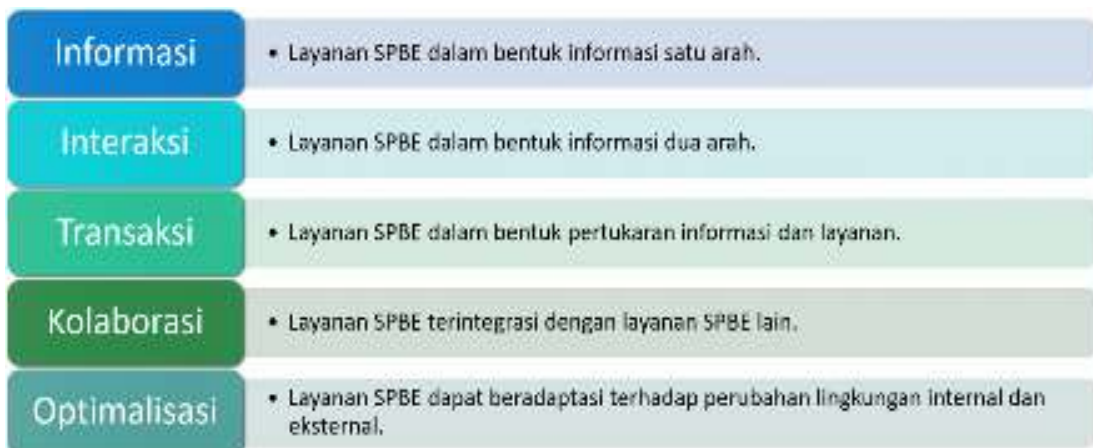 Informasi
• Layanan SPBE dalam bentuk informasi satu arah.
Interaksi
• Layanan SPBE dalam bentuk informasi dua arah.
Transaksi
• Layanan SPBE dalam bentuk pertukaran informasi dan layanan.
Kolaborasi
• Layanan SPBE terintegrasi dengan layanan SPBE lain.
Optimalisasi
• Layanan SPBE dapat beradaptasi terhadap perubahan lingkungan internal dan
eksternal.